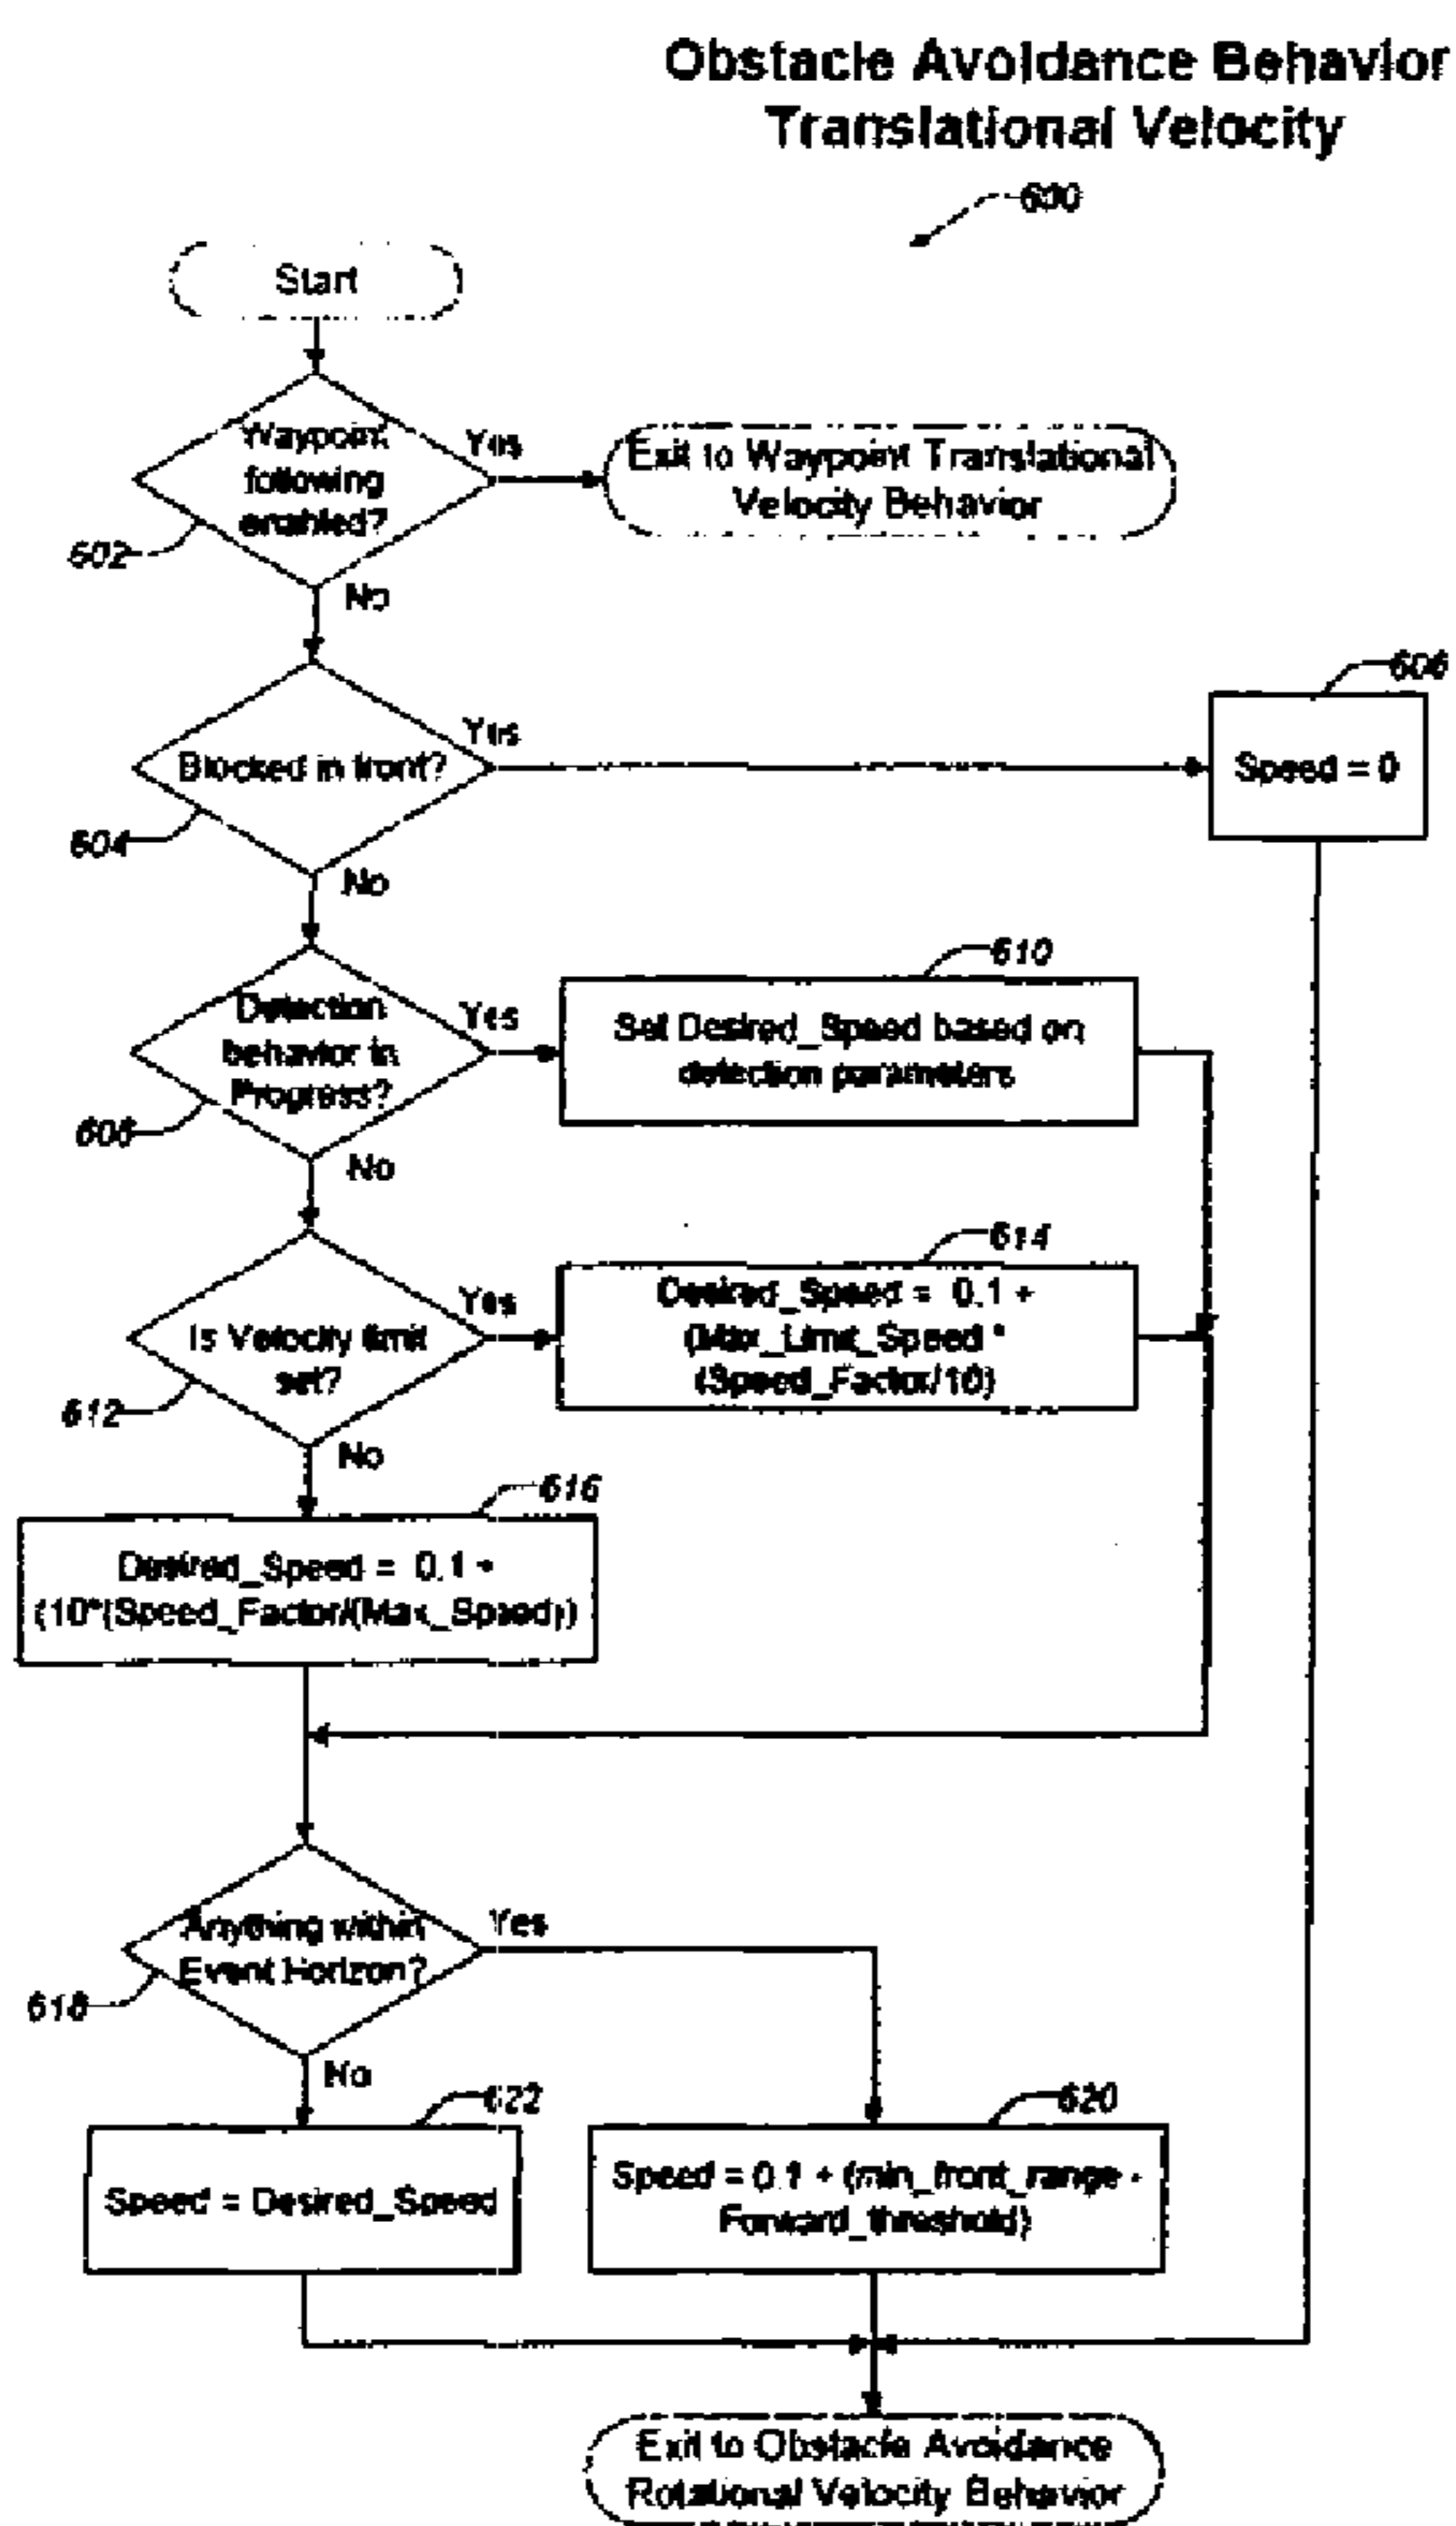 Obstacle Avoidance Behavior
Translational Velocity
600
Start
Waypoint
following
enabled?
Yes
Exit to Waypoint Translational
Velocity Behavior
602
No
606
Blocked in front?
Yes
Speed = 0
604
No
610
Detection
behavior in
Progress?
Yes
Set Desired_Speed based on
detection parameters
608
No
614
Is Velocity limit
set?
Yes
Desired_Speed = 0.1 +
(Max_Limit_Speed *
(Speed_Factor/10)
612
No
616
Desired_Speed = 0.1 +
(10*(Speed_Factor/(Max_Speed))
Anything within
Event Horizon?
Yes
618
No
622
620
Speed = Desired_Speed
Speed = 0.1 + (min_front_range -
Forward_threshold)
Exit to Obstacle Avoidance
Rotational Velocity Behavior